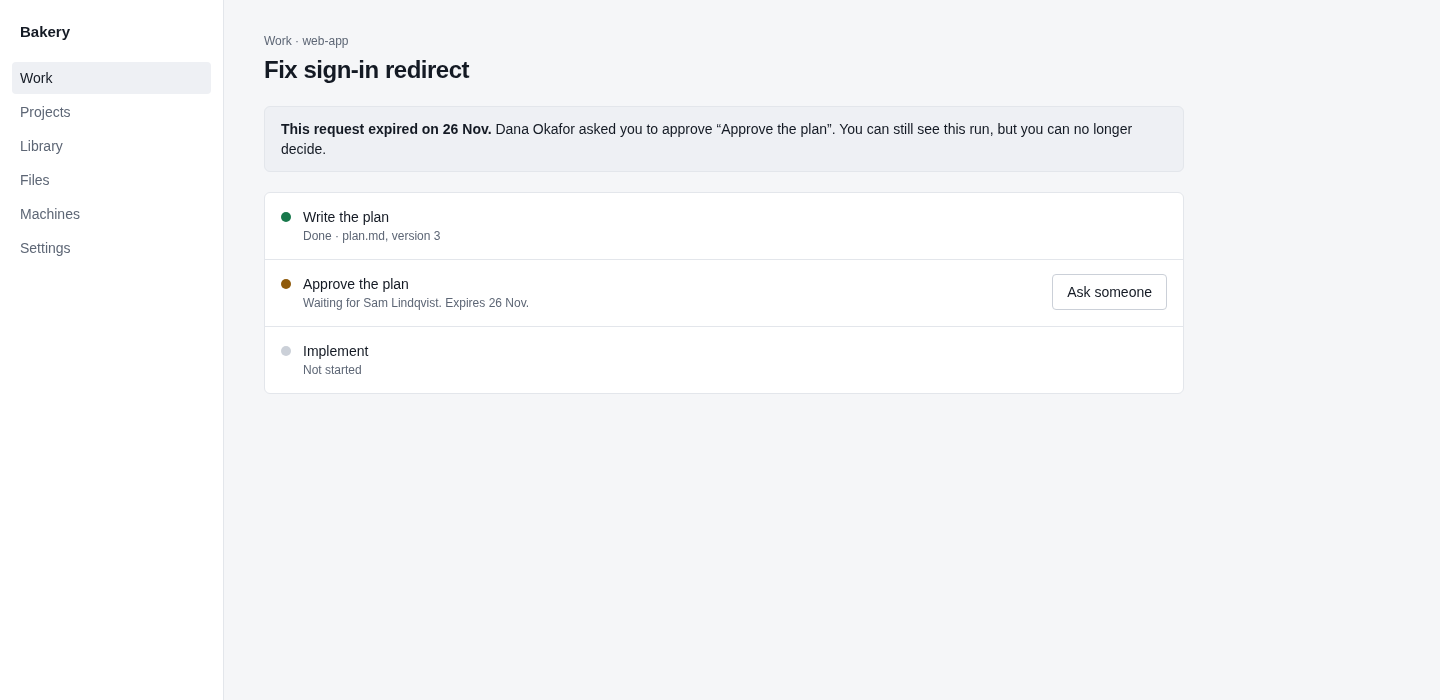 Bakery
Work
Projects
Library
Files
Machines
Settings
Work · web-app
Fix sign-in redirect
This request expired on 26 Nov. Dana Okafor asked you to approve “Approve the plan”. You can still see this run, but you can no longer
decide.
Write the plan
Done · plan.md, version 3
Approve the plan
Waiting for Sam Lindqvist. Expires 26 Nov.
Ask someone
Implement
Not started